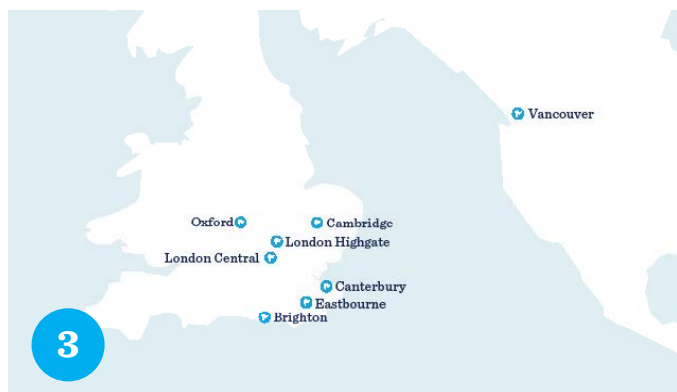 Vancouver
Oxford
Cambridge
London Highgate
London Central
Canterbury
Eastbourne
Brighton
3